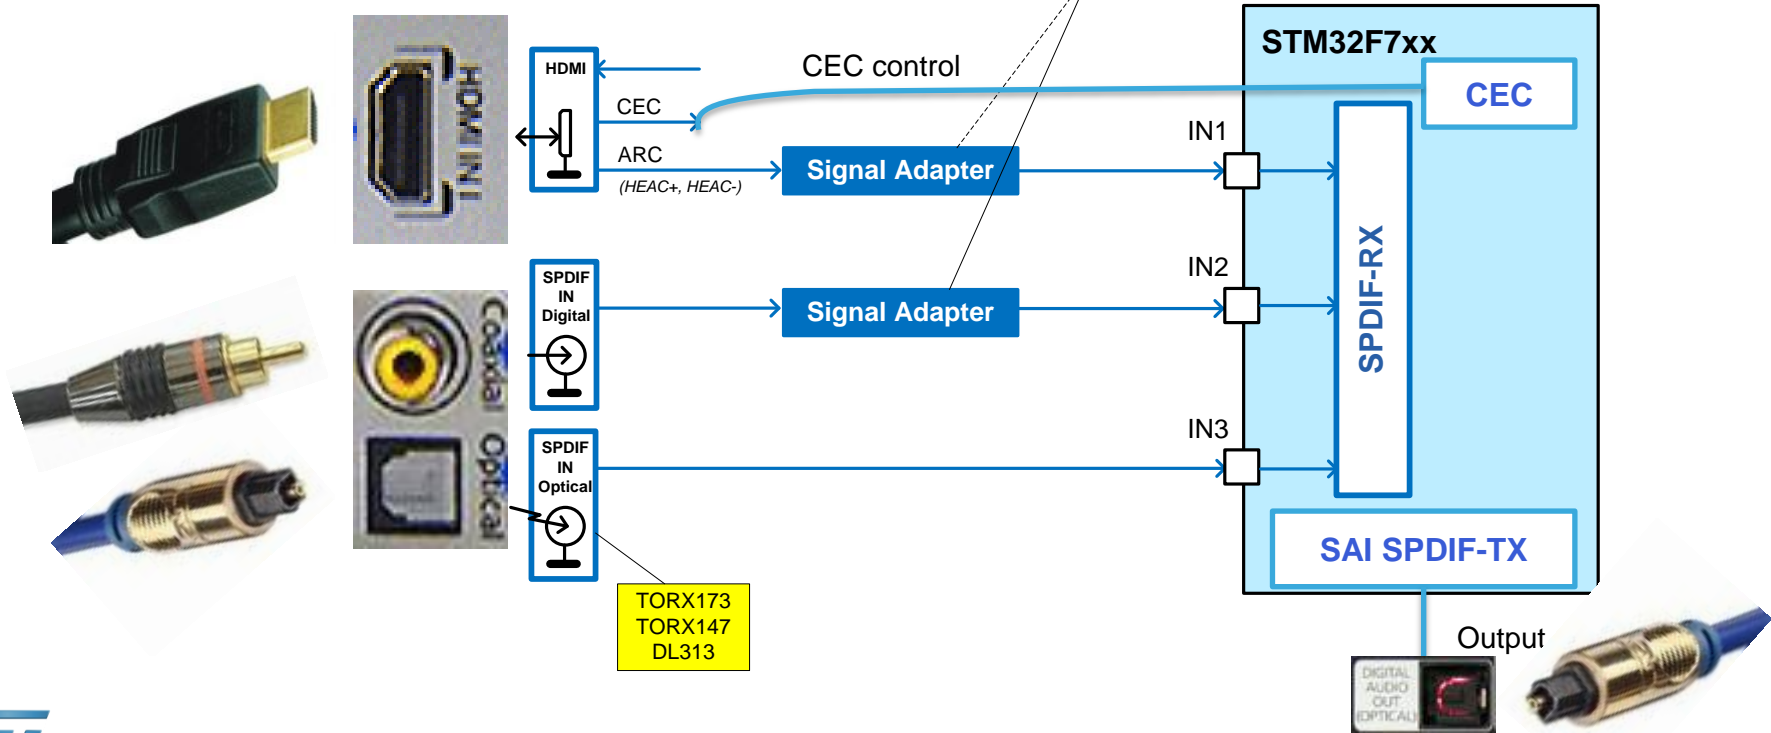 STM32F7xx
HDMI
CEC control
CEC
CEC
HDMI IN 1
IN1
ARC
Signal Adapter
(HEAC+, HEAC-)
SPDIF-RX
IN2
SPDIF
IN
Digital
Signal Adapter
Coaxial
IN3
SPDIF
IN
Optical
Optical
SAI SPDIF-TX
TORX173
TORX147
DL313
Output
DIGITAL
AUDIO
OUT
(OPTICAL)